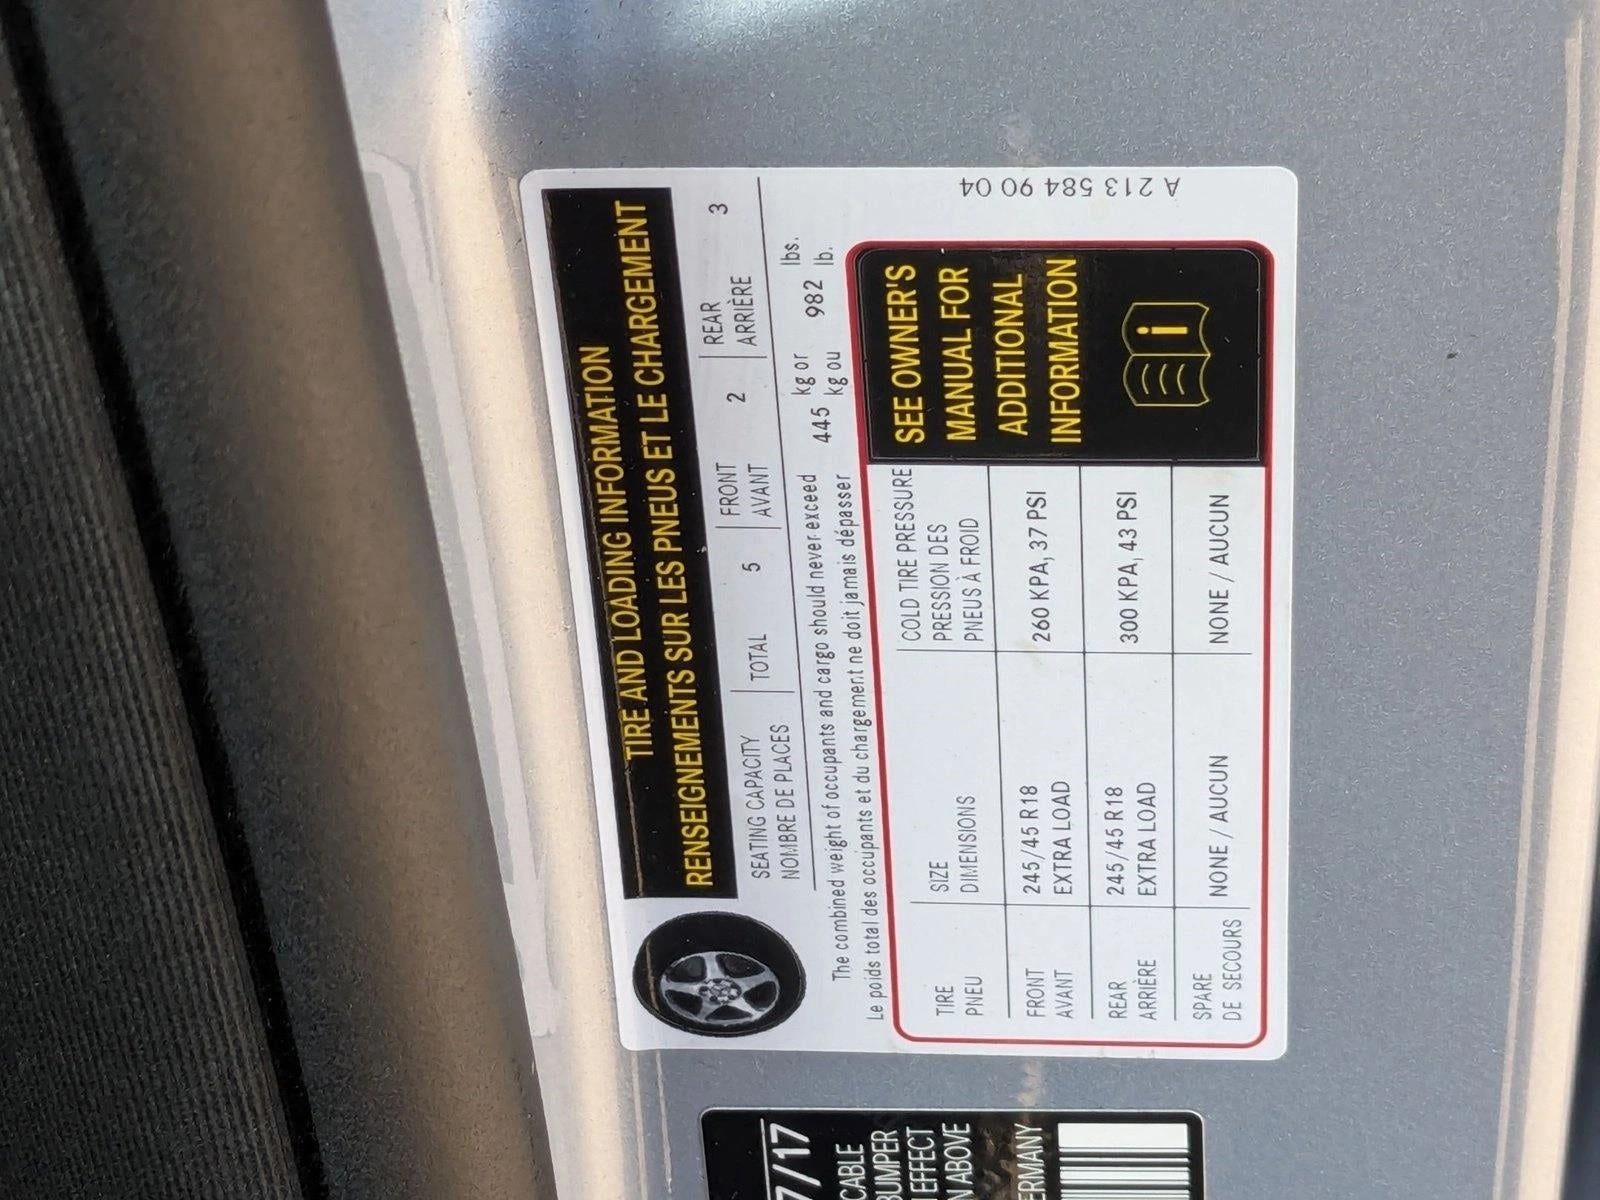 TIRE AND LOADING INFORMATION
RENSEIGNEMENTS SUR LES PNEUS ET LE CHARGEMENT
SEATING CAPACITY TOTAL 5 FRONT 2 REAR 3
NOMBRE DE PLACES AVANT ARRIÈRE
The combined weight of occupants and cargo should never exceed 445 kg or 982 lbs.
Le poids total des occupants et du chargement ne doit jamais dépasser kg ou lb.
TIRE SIZE COLD TIRE PRESSURE
PNEU DIMENSIONS PRESSION DES
PNEUS À FROID
FRONT 245/45 R18 260 KPA, 37 PSI
AVANT EXTRA LOAD
REAR 245/45 R18 300 KPA, 43 PSI
ARRIÈRE EXTRA LOAD
SPARE NONE / AUCUN NONE / AUCUN
DE SECOURS
SEE OWNER'S
MANUAL FOR
ADDITIONAL
INFORMATION
i
A 213 584 90 04
7/17
CABLE
BUMPER
EFFECT
N ABOVE
ERMANY